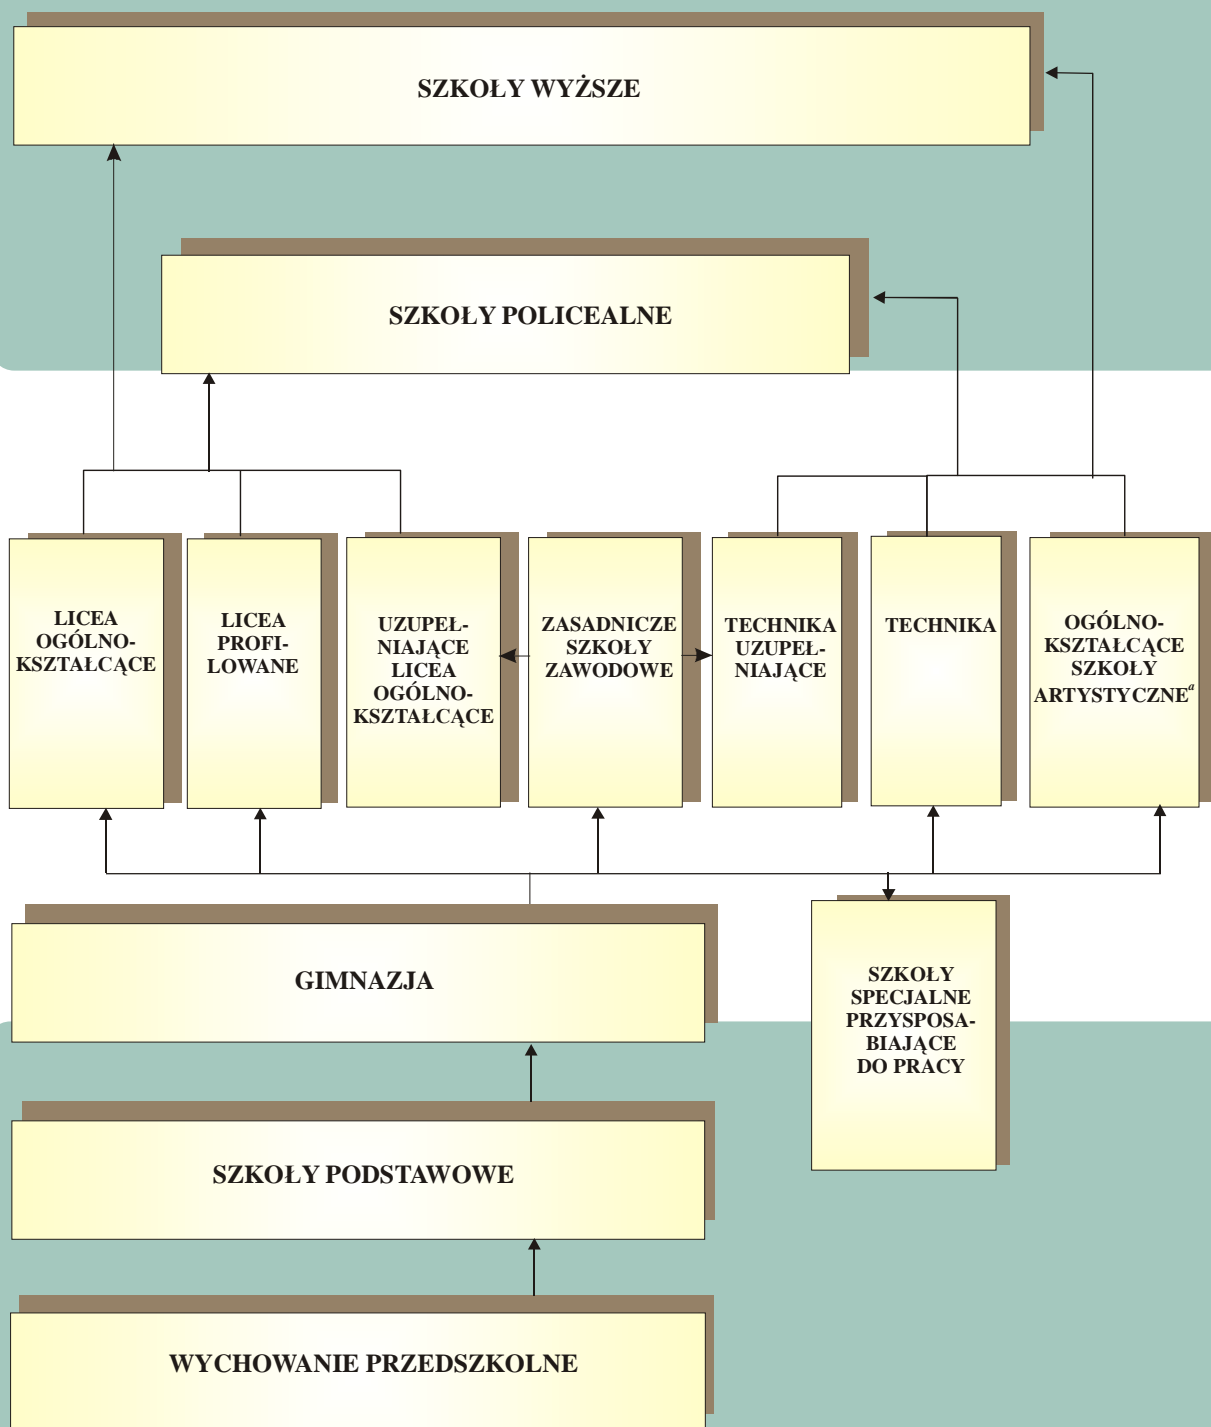 SZKOŁY WYŻSZE
SZKOŁY POLICEALNE
LICEA
OGÓLNO-
KSZTAŁCĄCE
LICEA
PROFI-
LOWANE
UZUPEŁ-
NIAJĄCE
LICEA
OGÓLNO-
KSZTAŁCĄCE
ZASADNICZE
SZKOŁY
ZAWODOWE
TECHNIKA
UZUPEŁ-
NIAJĄCE
TECHNIKA
OGÓLNO-
KSZTAŁCĄCE
SZKOŁY
ARTYSTYCZNEa
GIMNAZJA
SZKOŁY
SPECJALNE
PRZYSPOSA-
BIAJĄCE
DO PRACY
SZKOŁY PODSTAWOWE
WYCHOWANIE PRZEDSZKOLNE